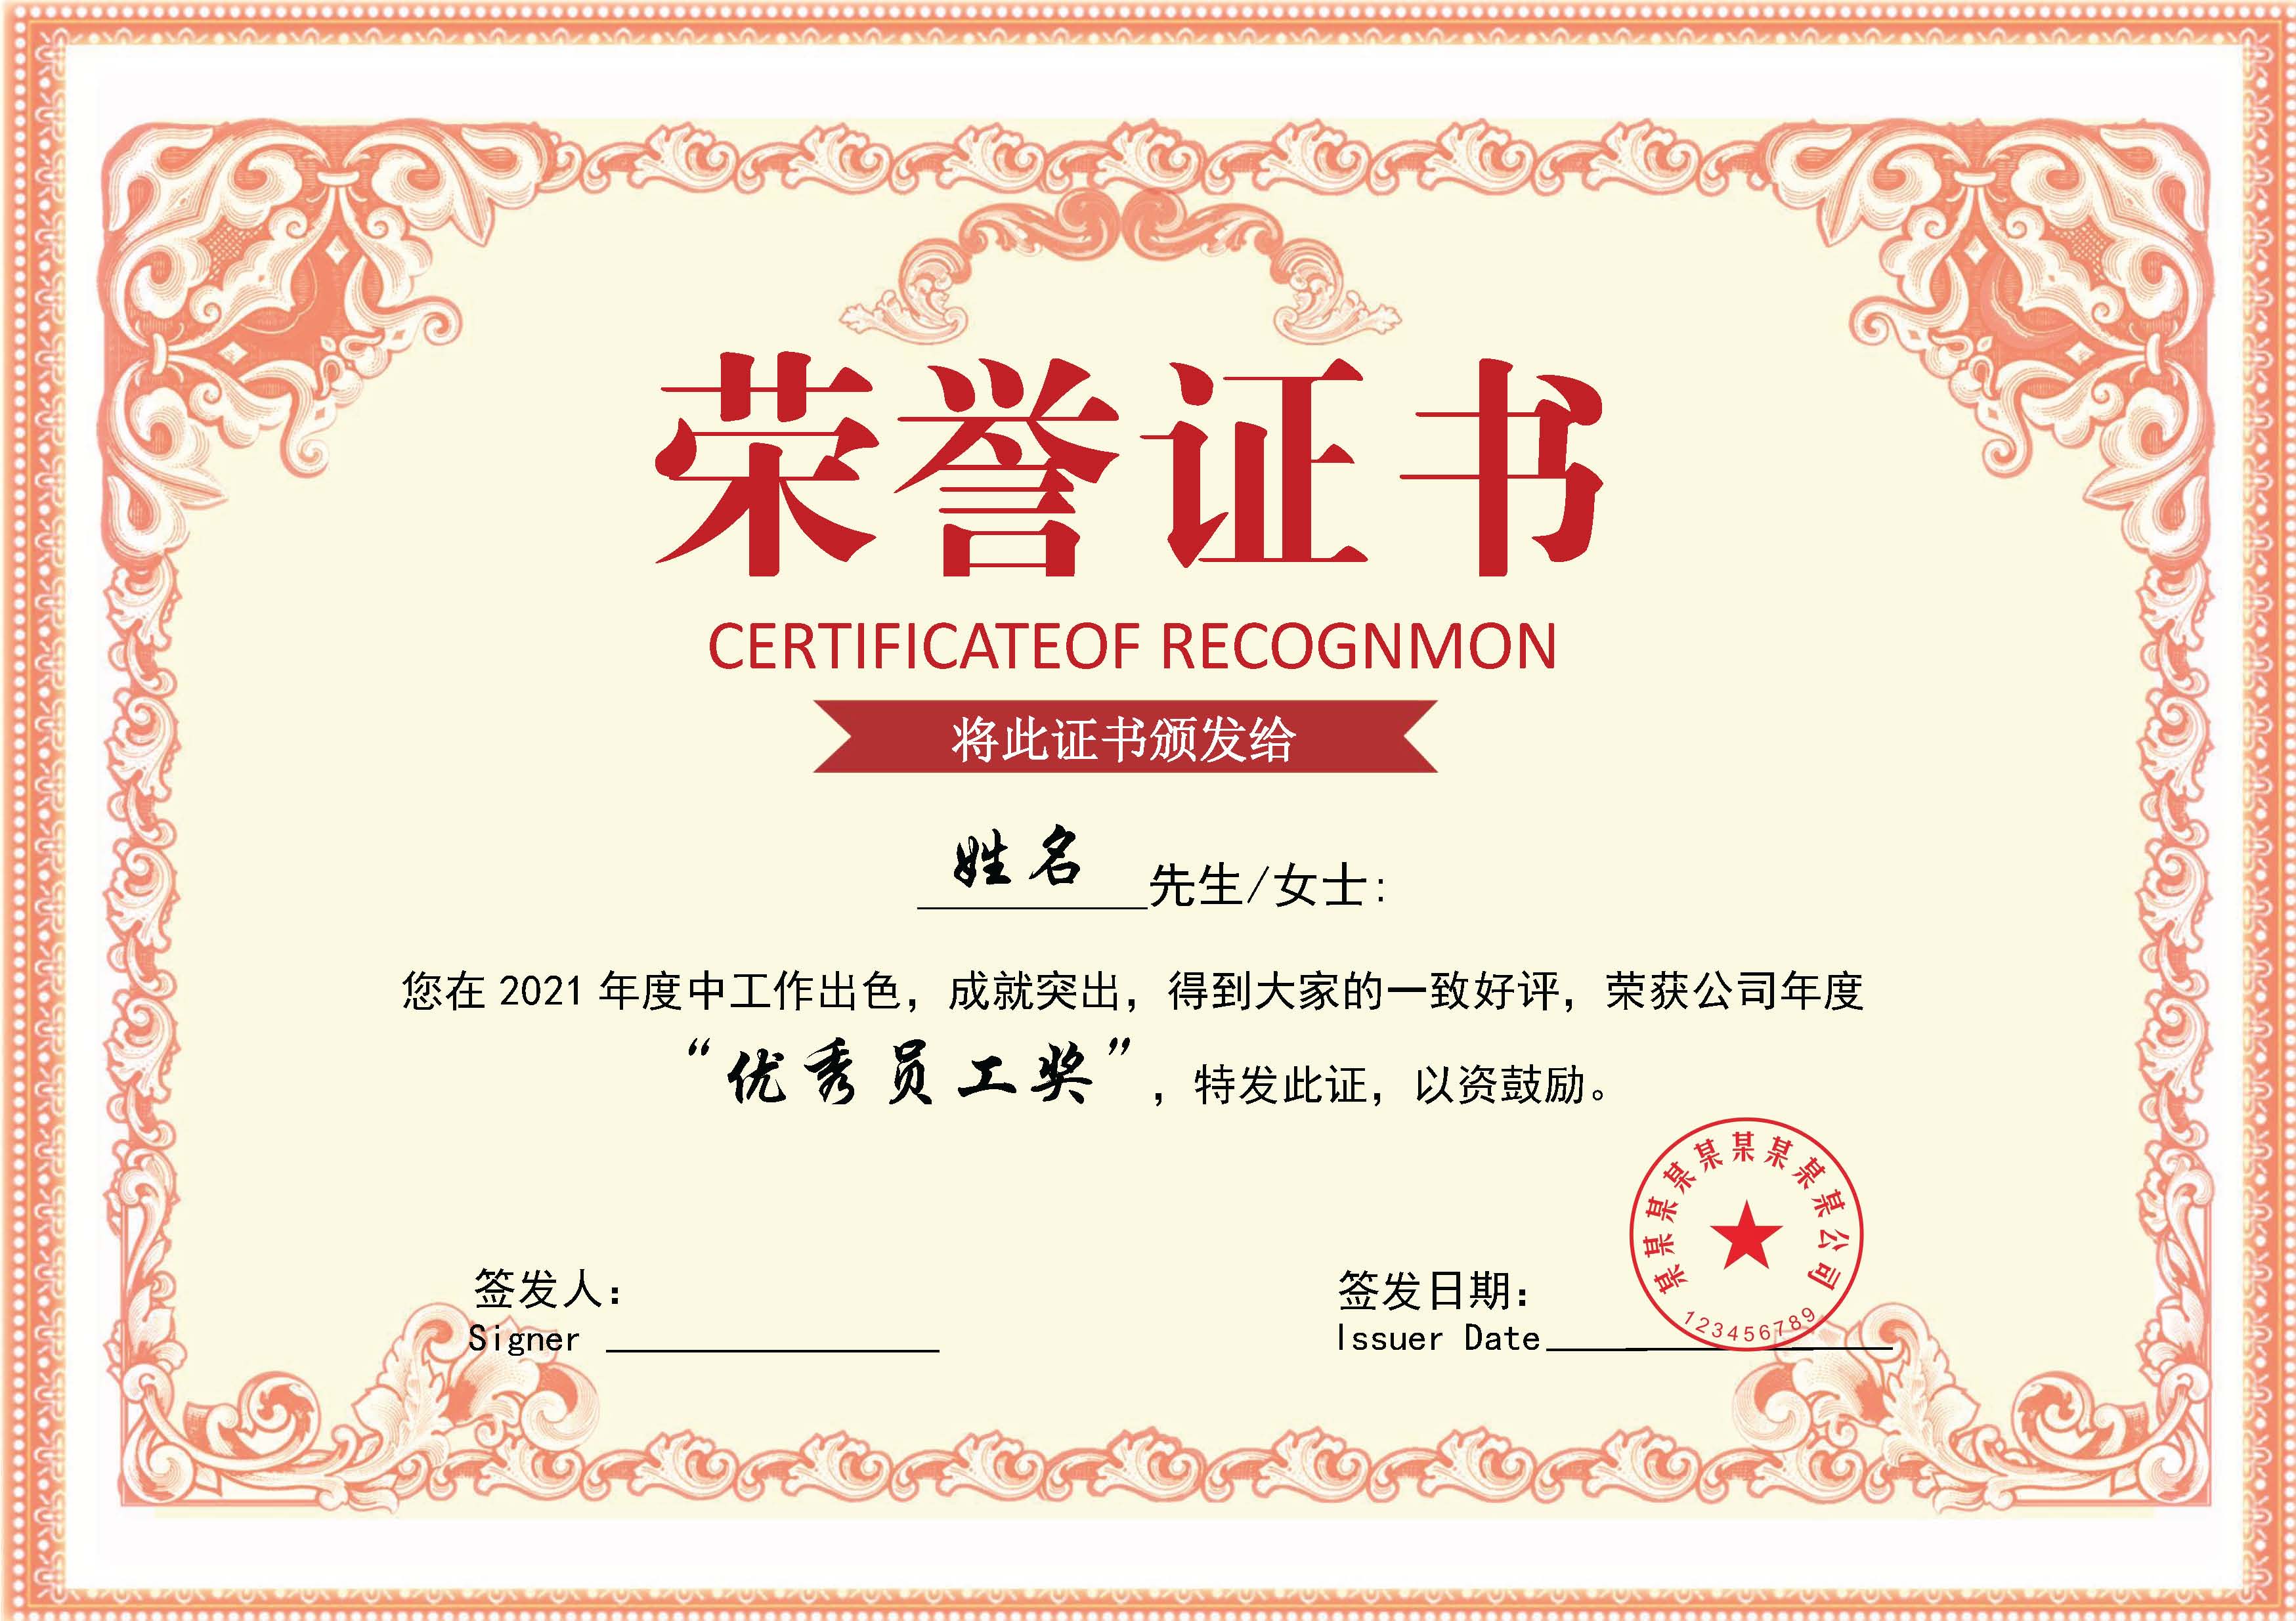 荣誉证书
CERTIFICATEOF RECOGNMON
将此证书颁发给
姓名 先生/女士:
您在 2021 年度中工作出色，成就突出，得到大家的一致好评，荣获公司年度
“优秀员工奖”，特发此证，以资鼓励。
某某某某某某某某某公司
123456789
签发人：
Signer
签发日期：
Issuer Date